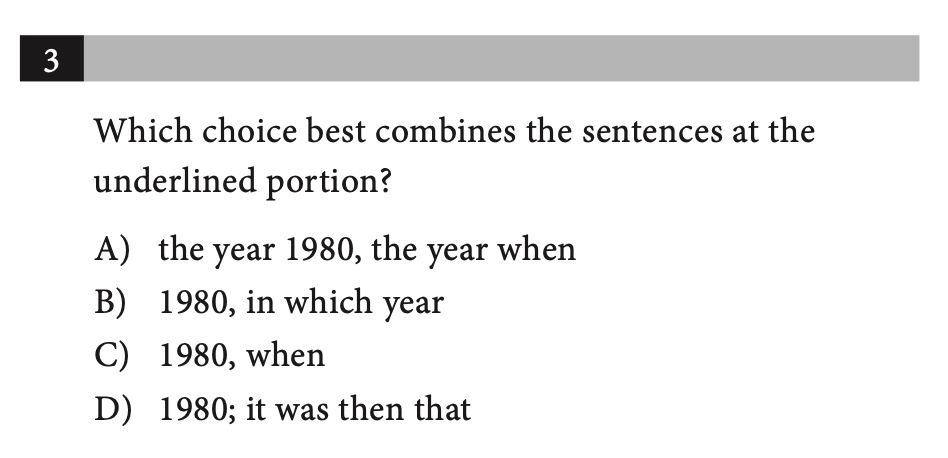 3
Which choice best combines the sentences at the
underlined portion?
A) the year 1980, the year when
B) 1980, in which year
C) 1980, when
D) 1980; it was then that